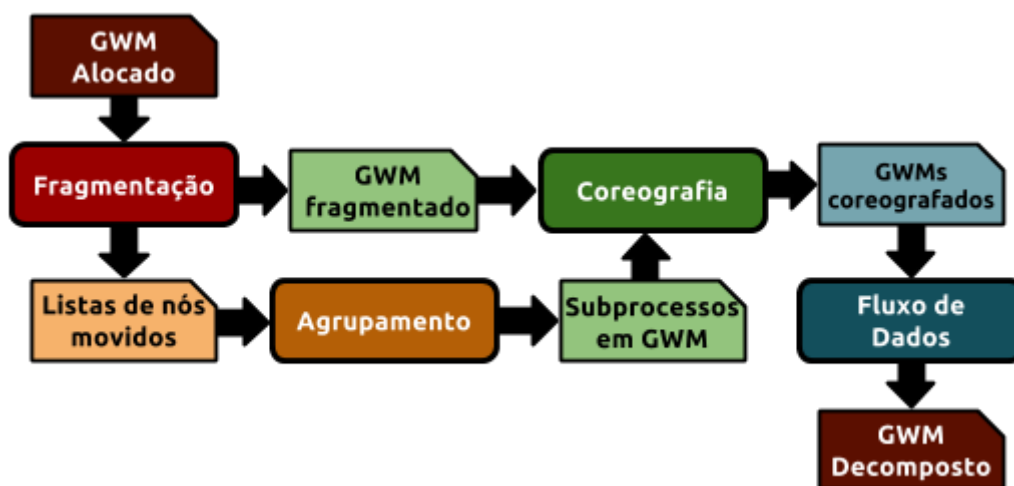 GWM
Alocado
Fragmentação
GWM
fragmentado
Coreografia
GWMs
coreografados
Listas de nós
movidos
Agrupamento
Subprocessos
em GWM
Fluxo de
Dados
GWM
Decomposto